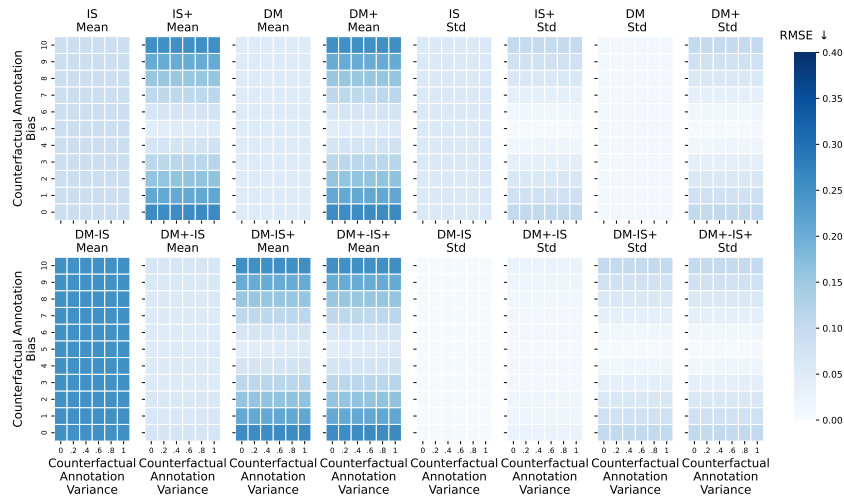 IS
Mean
IS+
Mean
DM
Mean
DM+
Mean
IS
Std
IS+
Std
DM
Std
DM+
Std
RMSE ↓
Counterfactual Annotation
Bias
10
9
8
7
6
5
4
3
2
1
0
10
9
8
7
6
5
4
3
2
1
0
0.40
0.35
0.30
0.25
0.20
0.15
0.10
0.05
0.00
DM-IS
Mean
DM+-IS
Mean
DM-IS+
Mean
DM+-IS+
Mean
DM-IS
Std
DM+-IS
Std
DM-IS+
Std
DM+-IS+
Std
Counterfactual Annotation
Bias
0. .2 .4 .6 .8 1
0. .2 .4 .6 .8 1
0. .2 .4 .6 .8 1
0. .2 .4 .6 .8 1
0. .2 .4 .6 .8 1
0. .2 .4 .6 .8 1
0. .2 .4 .6 .8 1
0. .2 .4 .6 .8 1
Counterfactual
Annotation
Variance
Counterfactual
Annotation
Variance
Counterfactual
Annotation
Variance
Counterfactual
Annotation
Variance
Counterfactual
Annotation
Variance
Counterfactual
Annotation
Variance
Counterfactual
Annotation
Variance
Counterfactual
Annotation
Variance